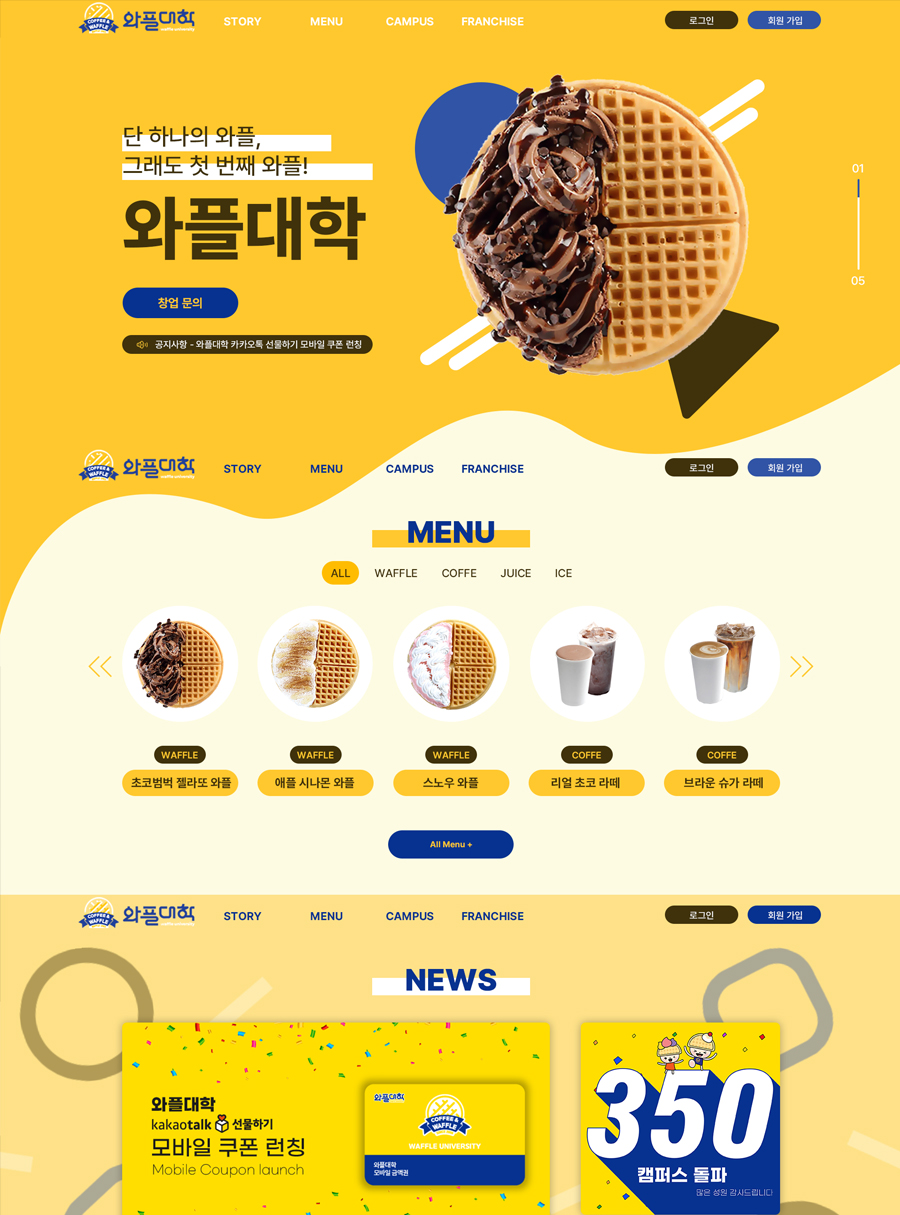 COFFEE & WAFFLE
와플대학
waffle university
STORY MENU CAMPUS FRANCHISE
로그인 회원 가입
단 하나의 와플,
그래도 첫 번째 와플!
와플대학
01
05
창업 문의
공지사항 - 와플대학 카카오톡 선물하기 모바일 쿠폰 런칭
COFFEE & WAFFLE
와플대학
waffle university
STORY MENU CAMPUS FRANCHISE
로그인 회원 가입
MENU
ALL WAFFLE COFFE JUICE ICE
WAFFLE WAFFLE WAFFLE COFFE COFFE
초코범벅 젤라또 와플 애플 시나몬 와플 스노우 와플 리얼 초코 라떼 브라운 슈가 라떼
All Menu +
COFFEE & WAFFLE
와플대학
waffle university
STORY MENU CAMPUS FRANCHISE
로그인 회원 가입
NEWS
와플대학
kakaotalk 선물하기
모바일 쿠폰 런칭
Mobile Coupon launch
와플대학
COFFEE & WAFFLE
WAFFLE UNIVERSITY
와플대학
모바일 금액권
350
캠퍼스 돌파
많은 성원 감사드립니다